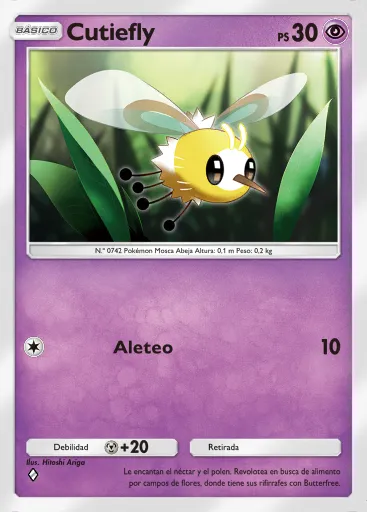 BÁSICO Cutiefly PS 30
N.º 0742 Pokémon Mosca Abeja Altura: 0,1 m Peso: 0,2 kg
Aleteo 10
Debilidad +20 Retirada
Ilus. Hitoshi Ariga
Le encantan el néctar y el polen. Revolotea en busca de alimento
por campos de flores, donde tiene sus rifirrafes con Butterfree.